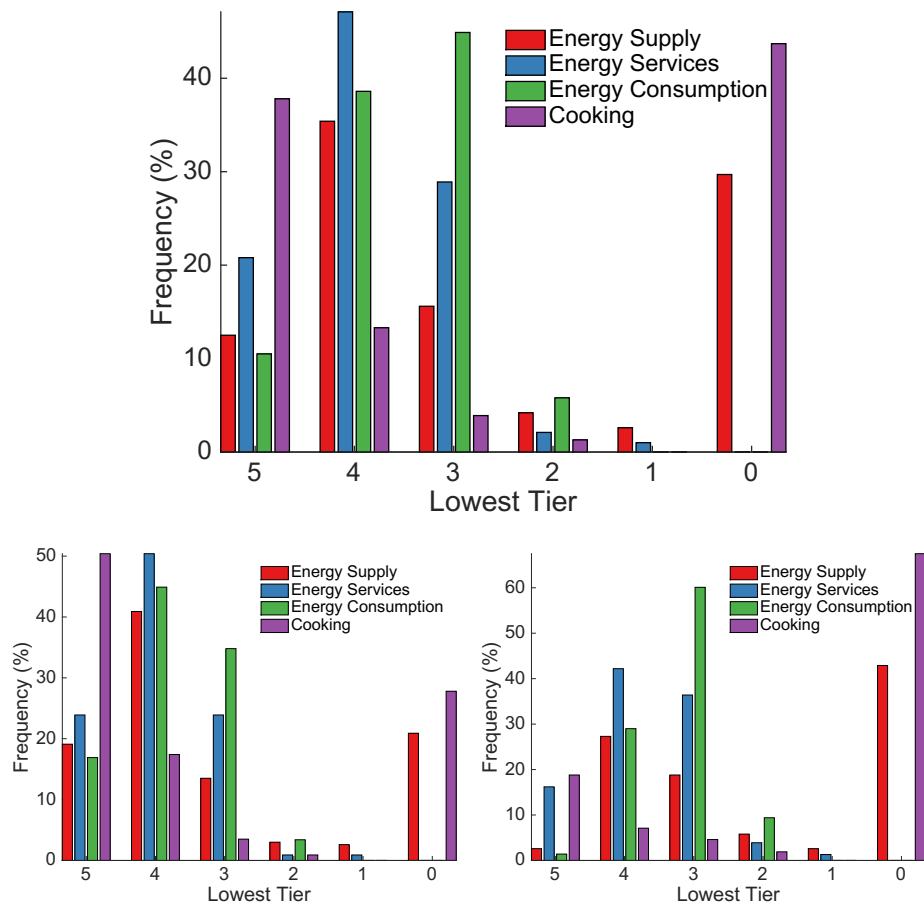 Energy Supply
Energy Services
Energy Consumption
Cooking
Frequency (%)
40
30
20
10
0
5 4 3 2 1 0
Lowest Tier
50
40
30
20
10
0
Frequency (%)
Energy Supply
Energy Services
Energy Consumption
Cooking
5 4 3 2 1 0
Lowest Tier
60
50
40
30
20
10
0
Frequency (%)
Energy Supply
Energy Services
Energy Consumption
Cooking
5 4 3 2 1 0
Lowest Tier